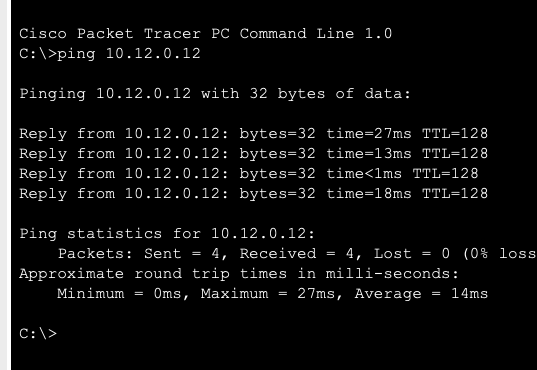 Cisco Packet Tracer PC Command Line 1.0
C:\>ping 10.12.0.12
Pinging 10.12.0.12 with 32 bytes of data:
Reply from 10.12.0.12: bytes=32 time=27ms TTL=128
Reply from 10.12.0.12: bytes=32 time=13ms TTL=128
Reply from 10.12.0.12: bytes=32 time<1ms TTL=128
Reply from 10.12.0.12: bytes=32 time=18ms TTL=128
Ping statistics for 10.12.0.12:
Packets: Sent = 4, Received = 4, Lost = 0 (0% loss
Approximate round trip times in milli-seconds:
Minimum = 0ms, Maximum = 27ms, Average = 14ms
C:\>